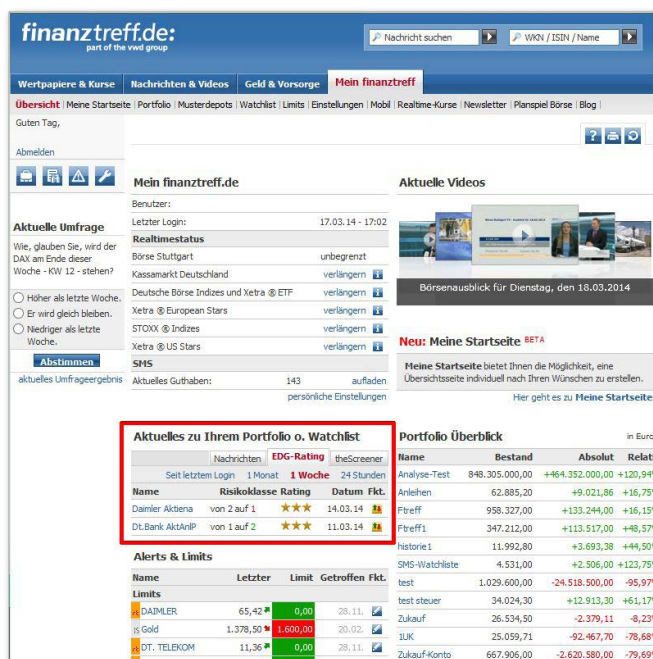 finanztreff.de:
part of the vwd group
Nachricht suchen
WKN / ISIN / Name
Wertpapiere & Kurse Nachrichten & Videos Geld & Vorsorge Mein finanztreff
Übersicht | Meine Startseite | Portfolio | Musterdepots | Watchlist | Limits | Einstellungen | Mobil | Realtime-Kurse | Newsletter | Planspiel Börse | Blog |
Guten Tag,
Abmelden
Aktuelle Umfrage
Wie, glauben Sie, wird der
DAX am Ende dieser
Woche - KW 12 - stehen?
Höher als letzte Woche.
Er wird gleich bleiben.
Niedriger als letzte
Woche.
Abstimmen
aktuelles Umfrageergebnis
Mein finanztreff.de
Benutzer:
Letzter Login: 17.03.14 - 17:02
Realtimestatus
Börse Stuttgart unbegrenzt
Kassamarkt Deutschland verlängern
Deutsche Börse Indizes und Xetra ® ETF verlängern
Xetra ® European Stars verlängern
STOXX ® Indizes verlängern
Xetra ® US Stars verlängern
SMS
Aktuelles Guthaben: 143 aufladen
persönliche Einstellungen
Aktuelle Videos
Börsenausblick für Dienstag, den 18.03.2014
Neu: Meine Startseite BETA
Meine Startseite bietet Ihnen die Möglichkeit, eine
Übersichtsseite individuell nach Ihren Wünschen zu erstellen.
Hier geht es zu Meine Startseite
Aktuelles zu Ihrem Portfolio o. Watchlist
Nachrichten EDG-Rating theScreener
Seit letztem Login 1 Monat 1 Woche 24 Stunden
Name Risikoklasse Rating Datum Fkt.
Daimler Aktiena von 2 auf 1 14.03.14
Dt.Bank AktAnlP von 1 auf 2 11.03.14
Alerts & Limits
Name Letzter Limit Getroffen Fkt.
Limits
DAIMLER 65,42 0,00 28.11.
IS Gold 1.378,50 1.600,00 20.02.
DT. TELEKOM 11,36 0,00 28.11.
Portfolio Überblick in Euro
Name Bestand Absolut Relati
Analyse-Test 848.305.000,00 +464.352.000,00 +120,94%
Anleihen 62.885,20 +9.021,86 +16,75%
Ftreff 958.327,00 +133.244,00 +16,15%
Ftreff1 347.212,00 +113.517,00 +48,57%
historie1 11.992,80 +3.693,38 +44,50%
SMS-Watchliste 4.531,00 +2.506,00 +123,75%
test 1.029.600,00 -24.518.500,00 -95,97%
test steuer 34.024,30 +12.913,30 +61,17%
Zukauf 26.534,50 -2.379,11 -8,23%
1UK 25.059,71 -92.467,70 -78,68%
Zukauf-Konto 667.906,00 -2.620.580,00 -79,69%